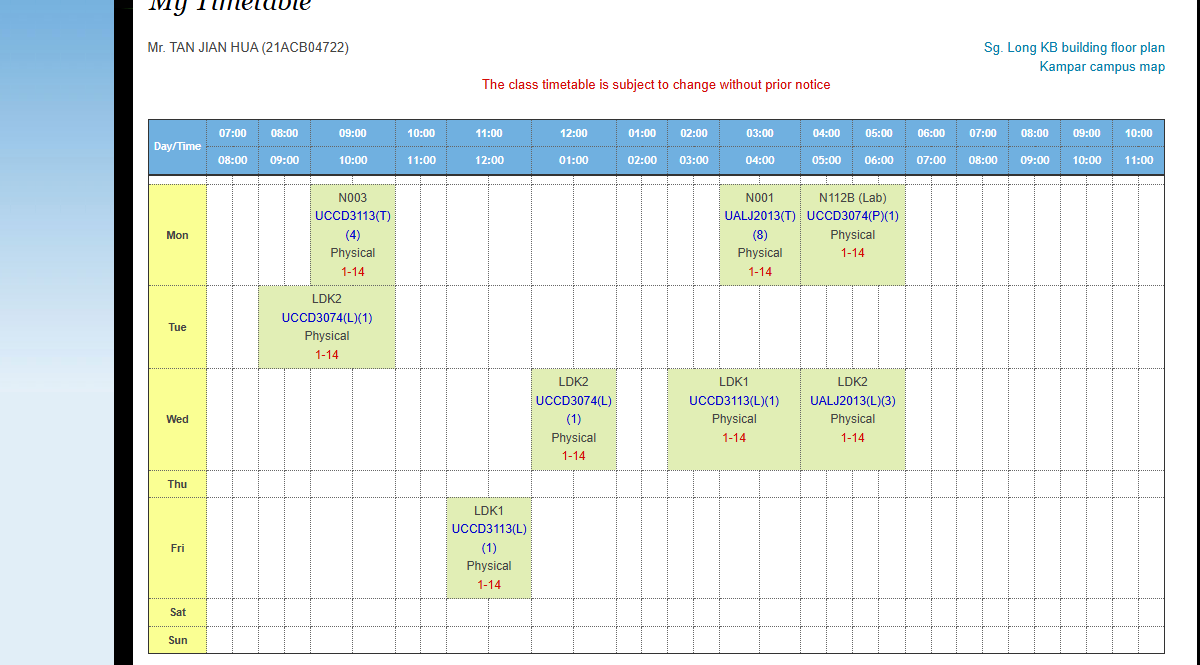 My Timetable
Mr. TAN JIAN HUA (21ACB04722)
Sg. Long KB building floor plan
Kampar campus map
The class timetable is subject to change without prior notice
Day/Time
07:00 08:00 09:00 10:00 11:00 12:00 01:00 02:00 03:00 04:00 05:00 06:00 07:00 08:00 09:00 10:00
08:00 09:00 10:00 11:00 12:00 01:00 02:00 03:00 04:00 05:00 06:00 07:00 08:00 09:00 10:00 11:00
Mon
N003
UCCD3113(T)
(4)
Physical
1-14
N001
UALJ2013(T)
(8)
Physical
1-14
N112B (Lab)
UCCD3074(P)(1)
Physical
1-14
Tue
LDK2
UCCD3074(L)(1)
Physical
1-14
Wed
LDK2
UCCD3074(L)
(1)
Physical
1-14
LDK1
UCCD3113(L)(1)
Physical
1-14
LDK2
UALJ2013(L)(3)
Physical
1-14
Thu
Fri
LDK1
UCCD3113(L)
(1)
Physical
1-14
Sat
Sun